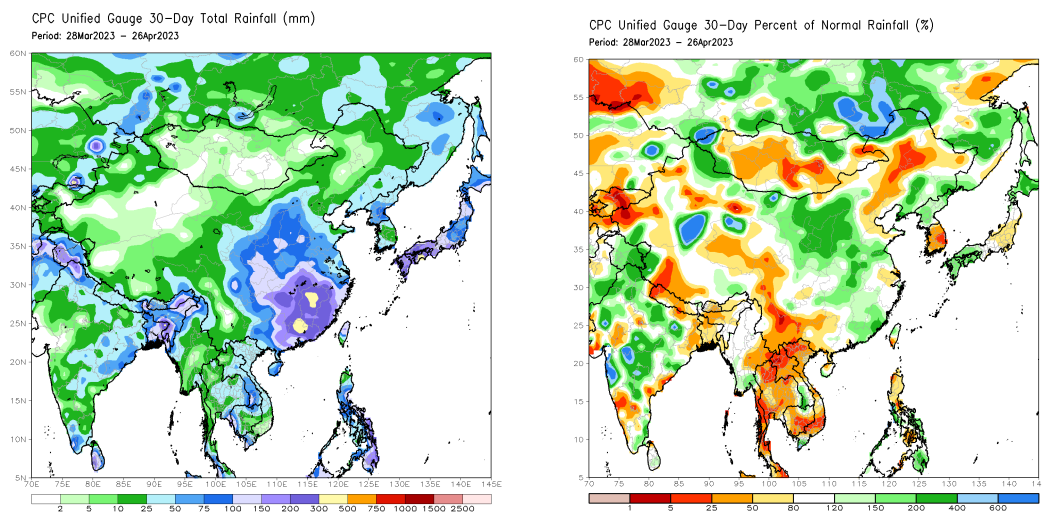 CPC Unified Gauge 30-Day Total Rainfall (mm)
Period: 28Mar2023 - 26Apr2023
60N
55N
50N
45N
40N
35N
30N
25N
20N
15N
10N
5N
70E 75E 80E 85E 90E 95E 100E 105E 110E 115E 120E 125E 130E 135E 140E 145E
2 5 10 25 50 75 100 150 200 300 500 750 1000 1500 2500
CPC Unified Gauge 30-Day Percent of Normal Rainfall (%)
Period: 28Mar2023 - 26Apr2023
60
55
50
45
40
35
30
25
20
15
10
5
70 75 80 85 90 95 100 105 110 115 120 125 130 135 140 14
1 5 25 50 80 120 150 200 400 600